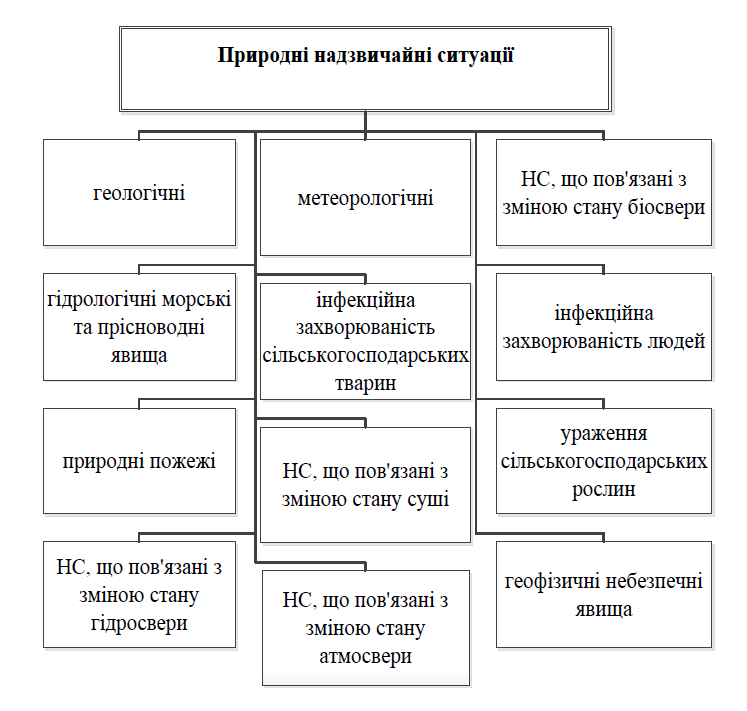 Природні надзвичайні ситуації
геологічні
метеорологічні
НС, що пов'язані з
зміною стану біосвери
гідрологічні морські
та прісноводні
явища
інфекційна
захворюваність
сільськогосподарських
тварин
інфекційна
захворюваність людей
природні пожежі
НС, що пов'язані з
зміною стану суші
ураження
сільськогосподарських
рослин
НС, що пов'язані з
зміною стану
гідросвери
НС, що пов'язані з
зміною стану
атмосвери
геофізичні небезпечні
явища